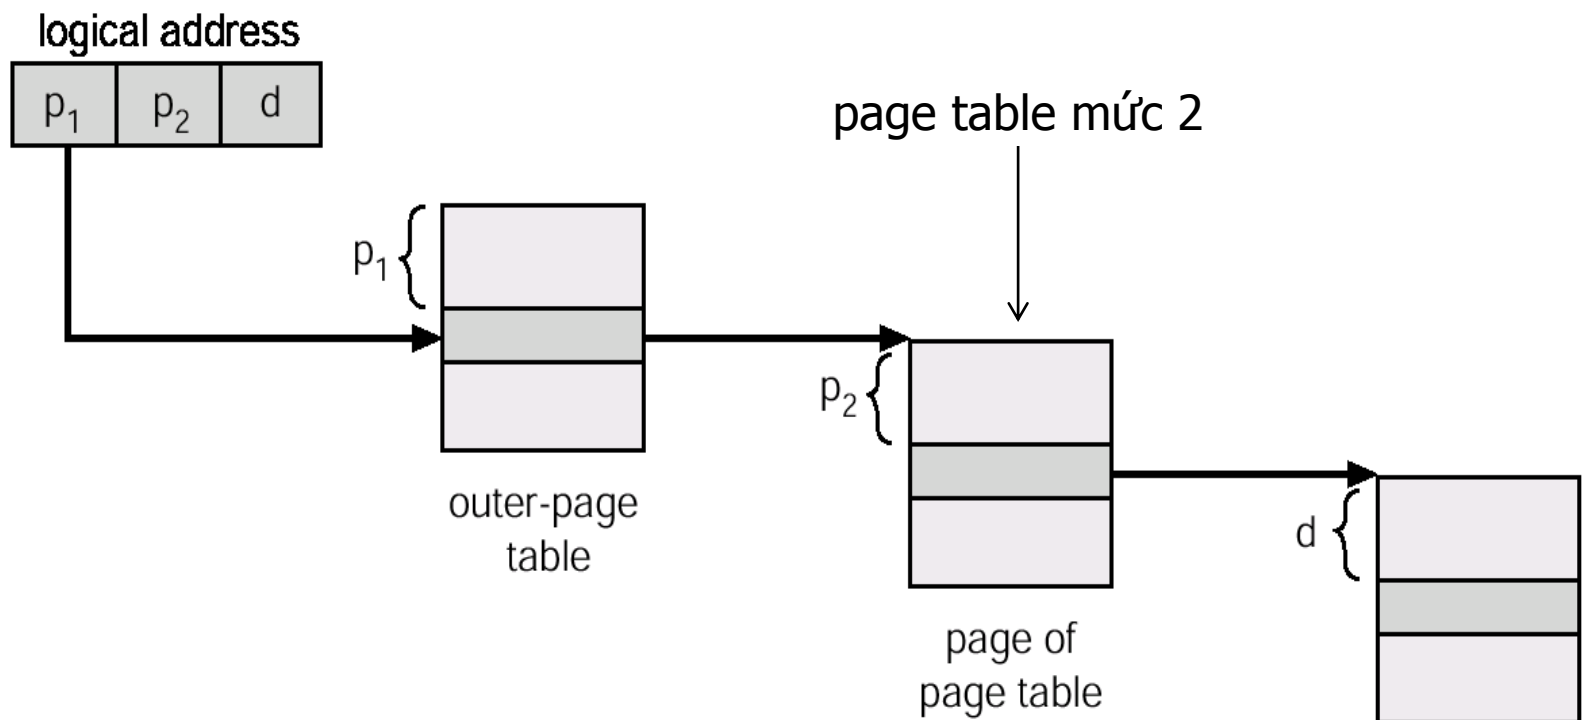 logical address
p₁ p₂ d
page table mức 2
p₁
p₂
outer-page
table
d
page of
page table